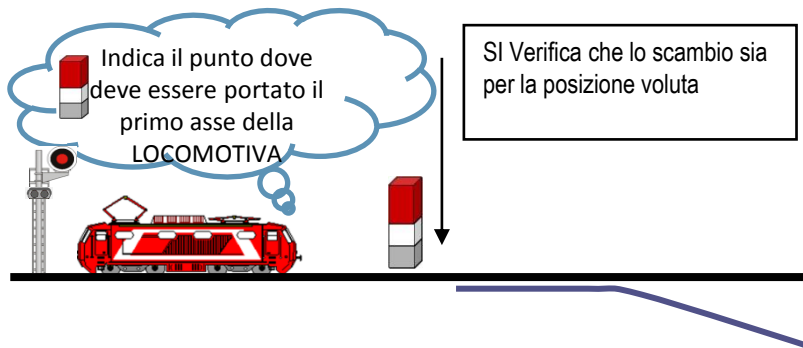 Indica il punto dove
deve essere portato il
primo asse della
LOCOMOTIVA
SI Verifica che lo scambio sia
per la posizione voluta